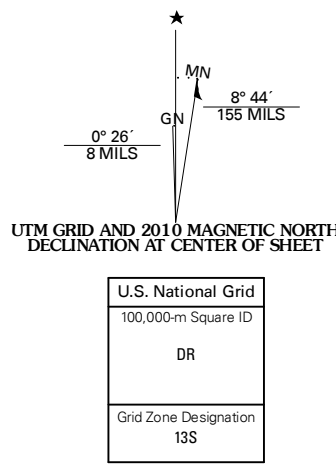 MN
GN
8° 44´
155 MILS
0° 26´
8 MILS
UTM GRID AND 2010 MAGNETIC NORTH
DECLINATION AT CENTER OF SHEET
U.S. National Grid
100,000-m Square ID
DR
Grid Zone Designation
13S